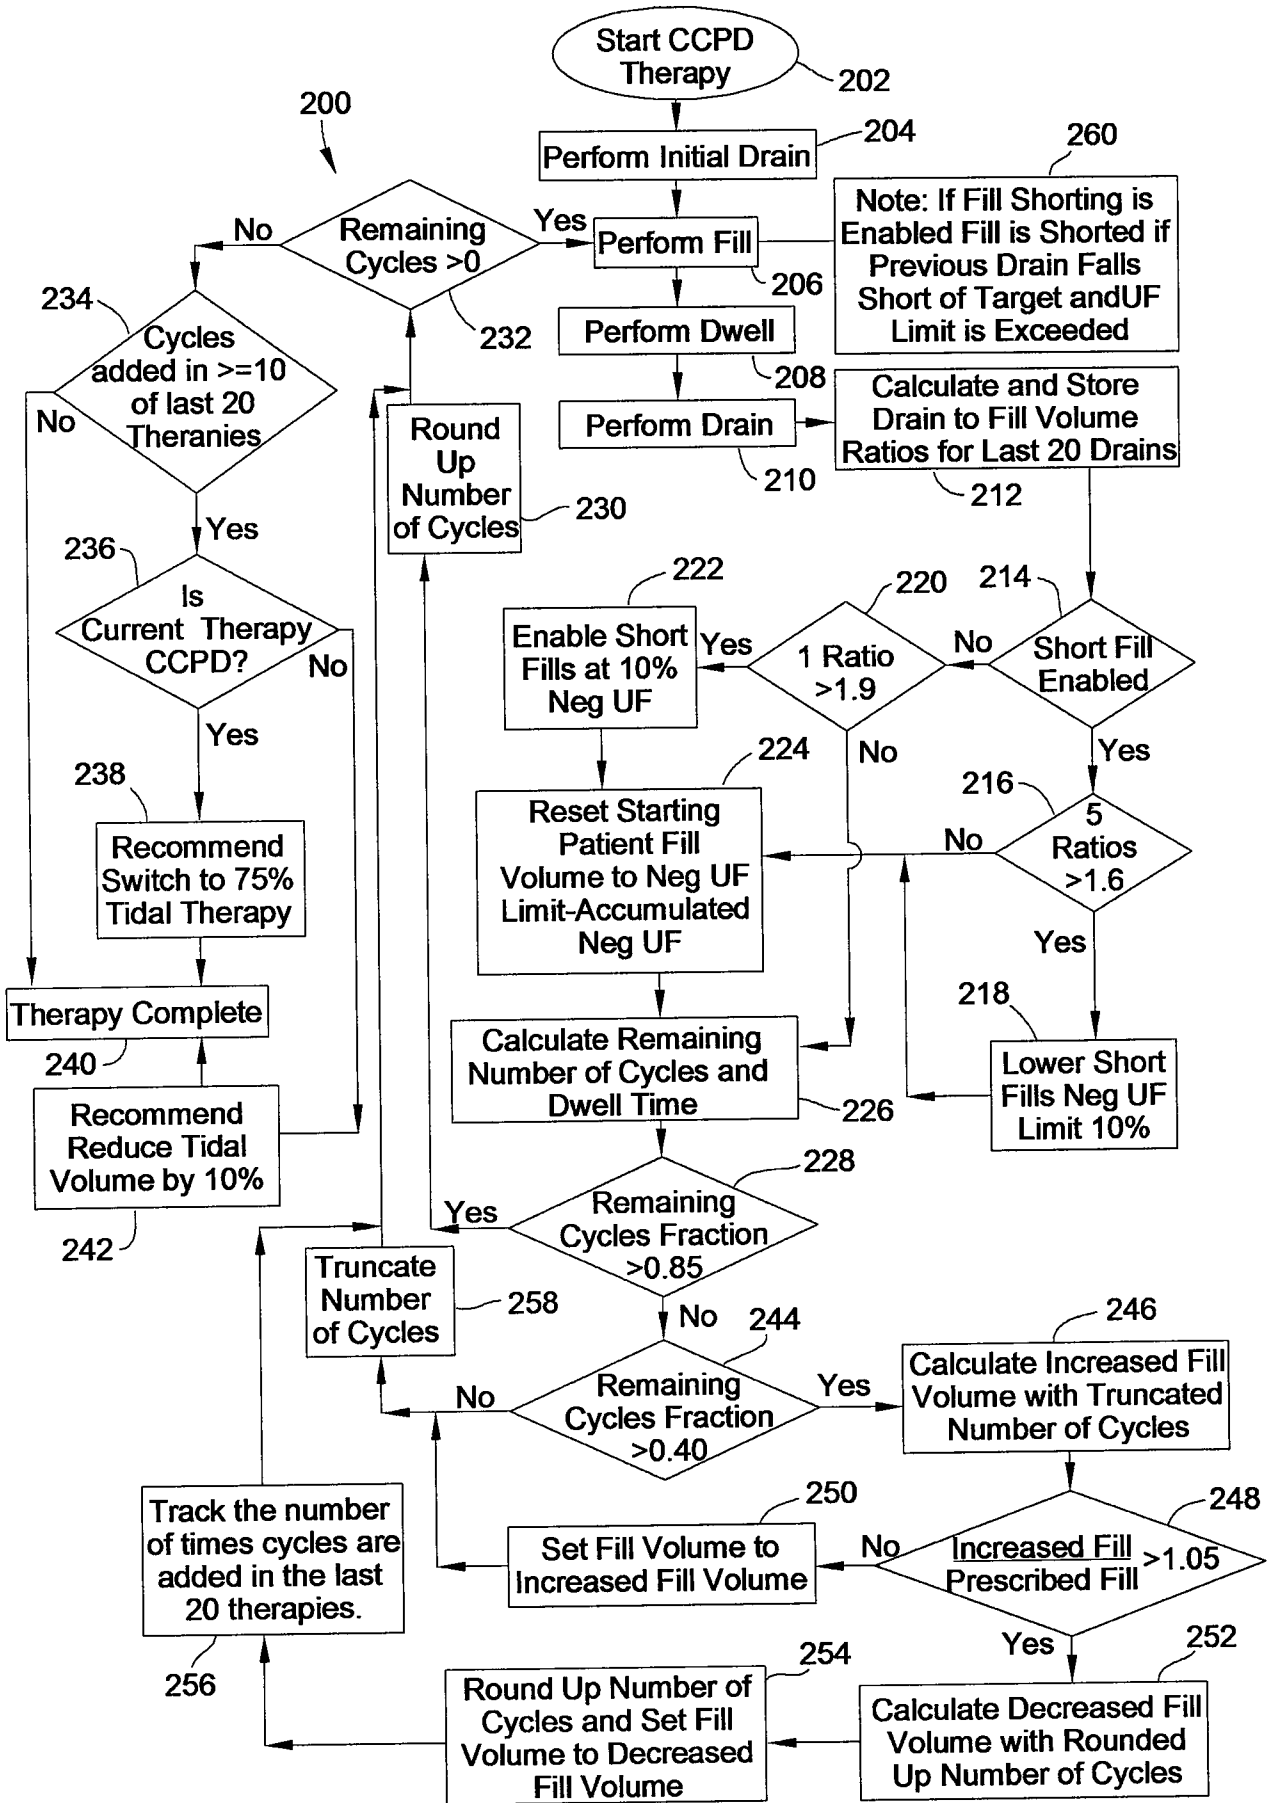 Start CCPD
Therapy
202
200
204
Perform Initial Drain
260
Note: If Fill Shorting is
Enabled Fill is Shorted if
Previous Drain Falls
Short of Target andUF
Limit is Exceeded
No
Remaining
Cycles >0
Yes
Perform Fill
206
232
234
Cycles
added in >=10
of last 20
Theranies
No
Yes
Perform Dwell
208
Perform Drain
210
Calculate and Store
Drain to Fill Volume
Ratios for Last 20 Drains
212
Round
Up
Number
of Cycles
230
236
Is
Current Therapy
CCPD?
No
Yes
222
Enable Short
Fills at 10%
Neg UF
Yes
220
1 Ratio
>1.9
No
No
214
Short Fill
Enabled
Yes
216
5
Ratios
>1.6
No
Yes
224
Reset Starting
Patient Fill
Volume to Neg UF
Limit-Accumulated
Neg UF
238
Recommend
Switch to 75%
Tidal Therapy
Therapy Complete
240
218
Lower Short
Fills Neg UF
Limit 10%
Calculate Remaining
Number of Cycles and
Dwell Time
226
Recommend
Reduce Tidal
Volume by 10%
242
228
Remaining
Cycles Fraction
>0.85
Yes
No
Truncate
Number
of Cycles
258
244
Remaining
Cycles Fraction
>0.40
No
Yes
246
Calculate Increased Fill
Volume with Truncated
Number of Cycles
248
Increased Fill
Prescribed Fill
>1.05
No
Yes
250
Set Fill Volume to
Increased Fill Volume
252
Calculate Decreased Fill
Volume with Rounded
Up Number of Cycles
254
Round Up Number of
Cycles and Set Fill
Volume to Decreased
Fill Volume
Track the number
of times cycles are
added in the last
20 therapies.
256